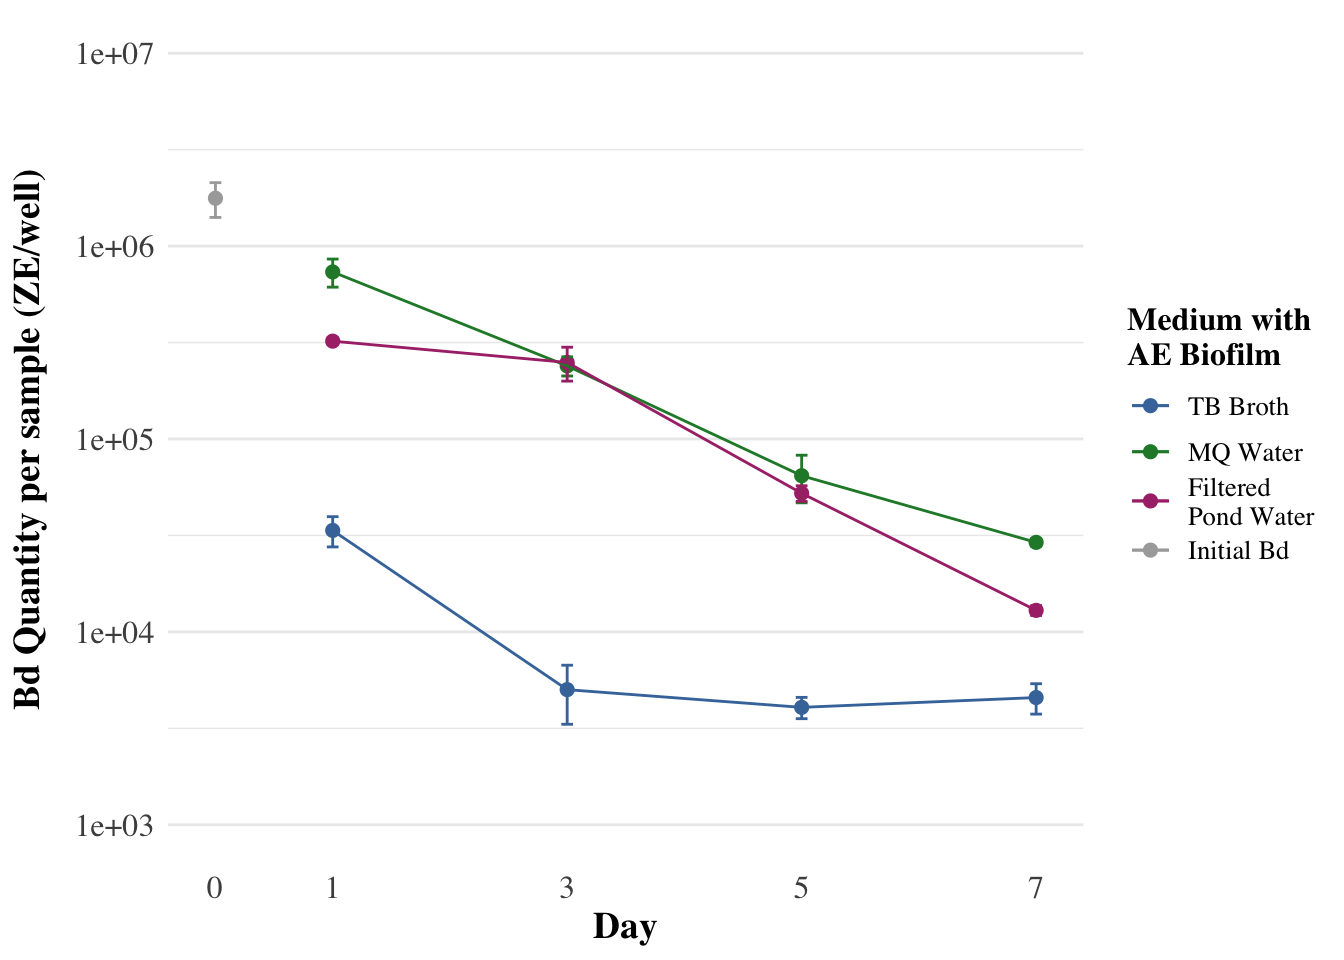 1e+07
1e+06
1e+05
1e+04
1e+03
Bd Quantity per sample (ZE/well)
0 1 3 5 7
Day
Medium with
AE Biofilm
TB Broth
MQ Water
Filtered
Pond Water
Initial Bd